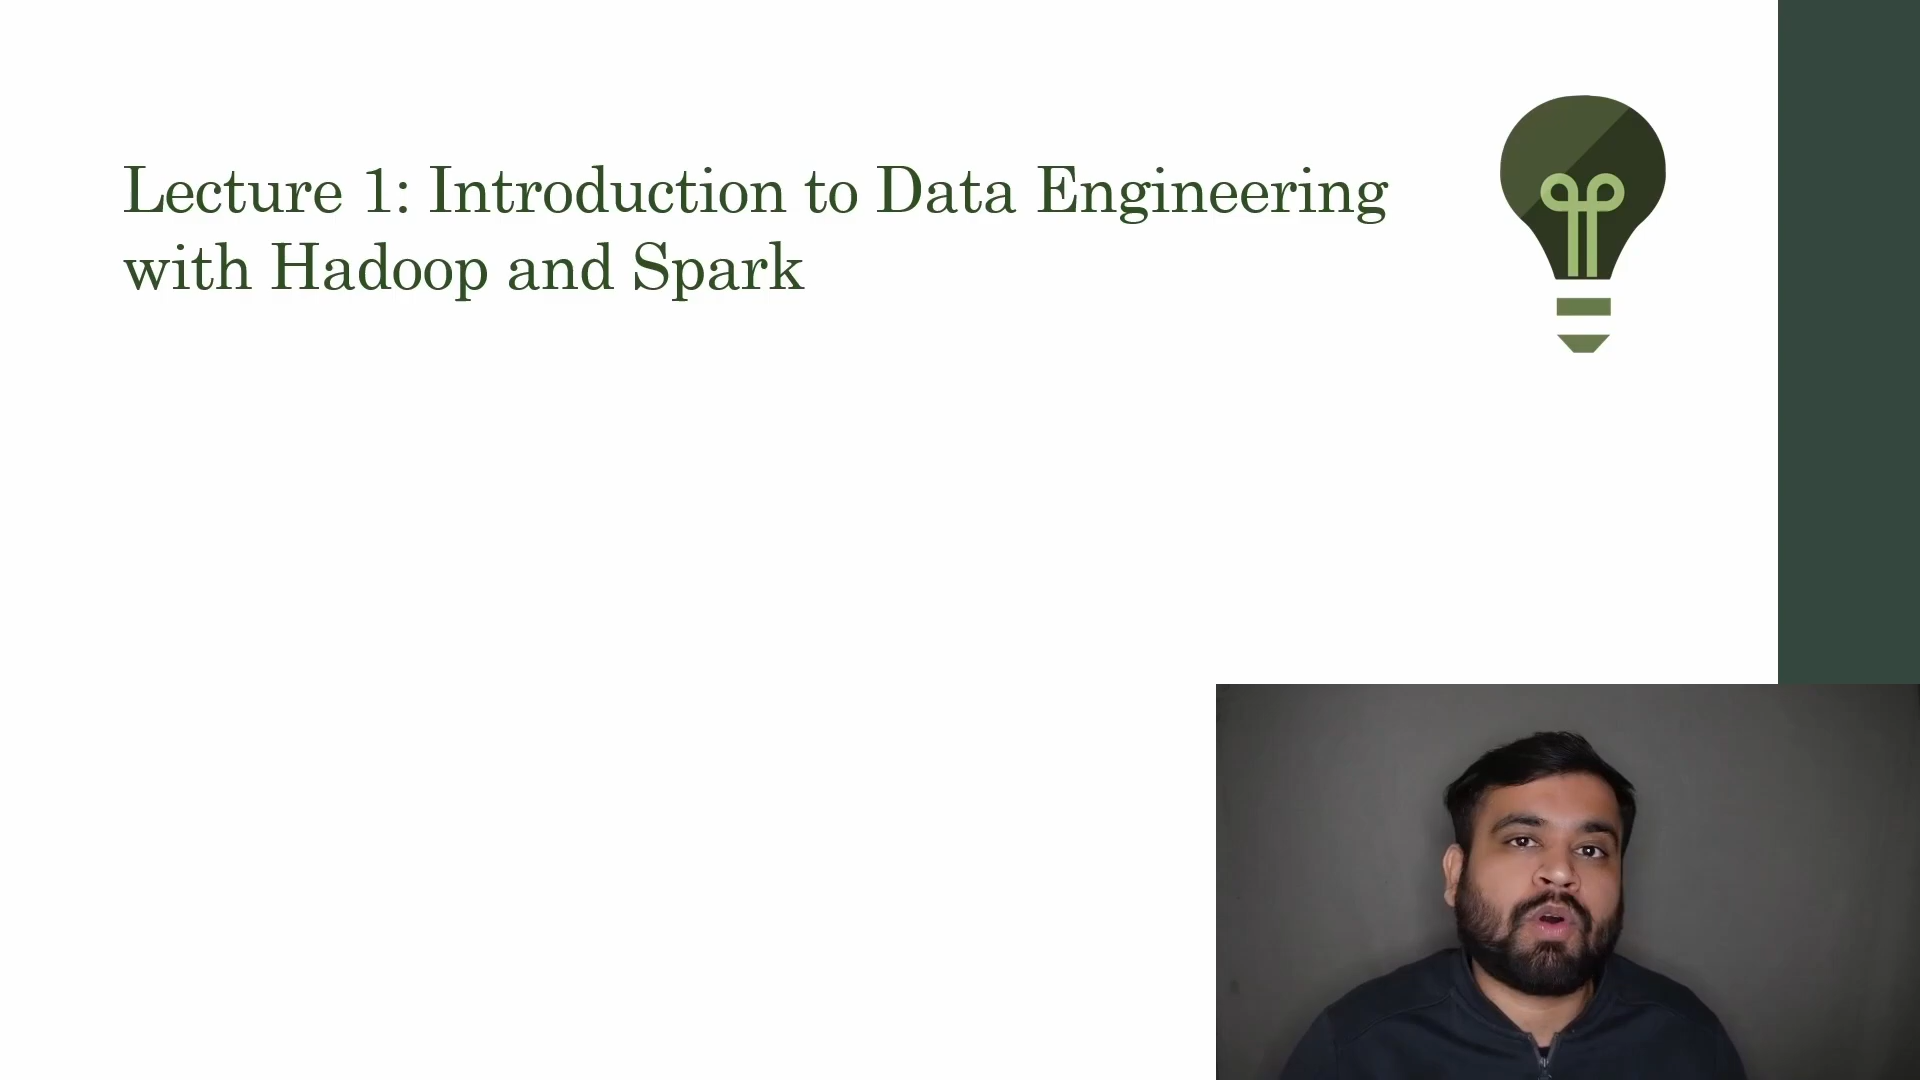 Lecture 1: Introduction to Data Engineering
with Hadoop and Spark